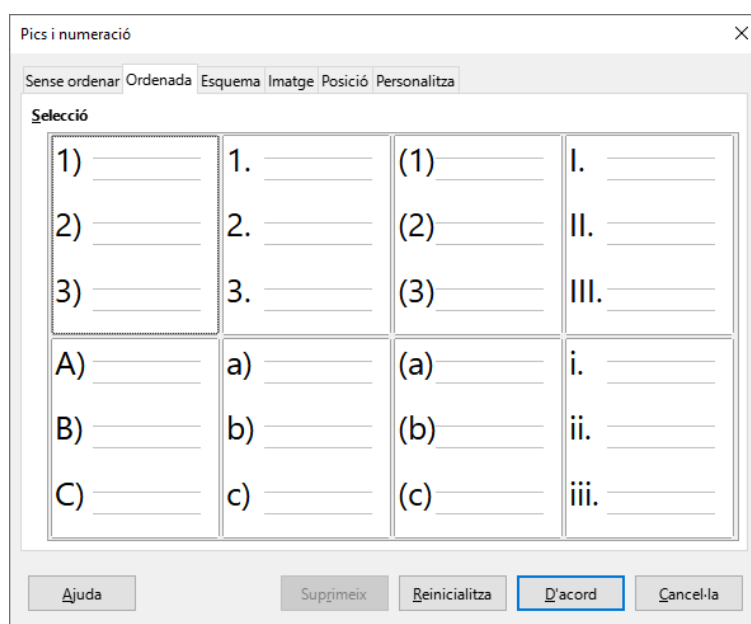 Pics i numeració
Sense ordenar Ordenada Esquema Imatge Posició Personalitza
Selecció
1) 1. (1) I.
2) 2. (2) II.
3) 3. (3) III.
A) a) (a) i.
B) b) (b) ii.
C) c) (c) iii.
Ajuda Suprimeix Reinicialitza D'acord Cancel·la